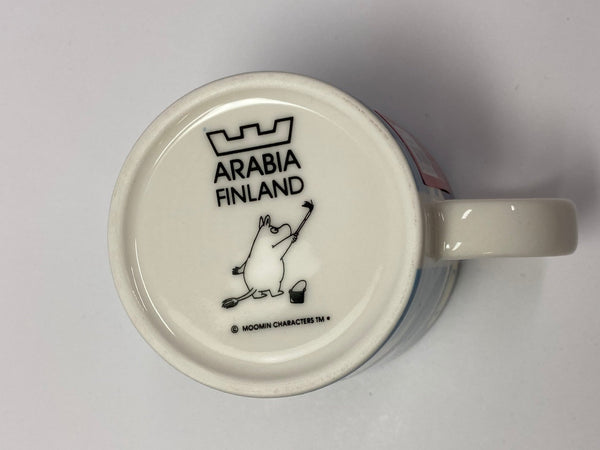 ARABIA
FINLAND
© MOOMIN CHARACTERS TM •